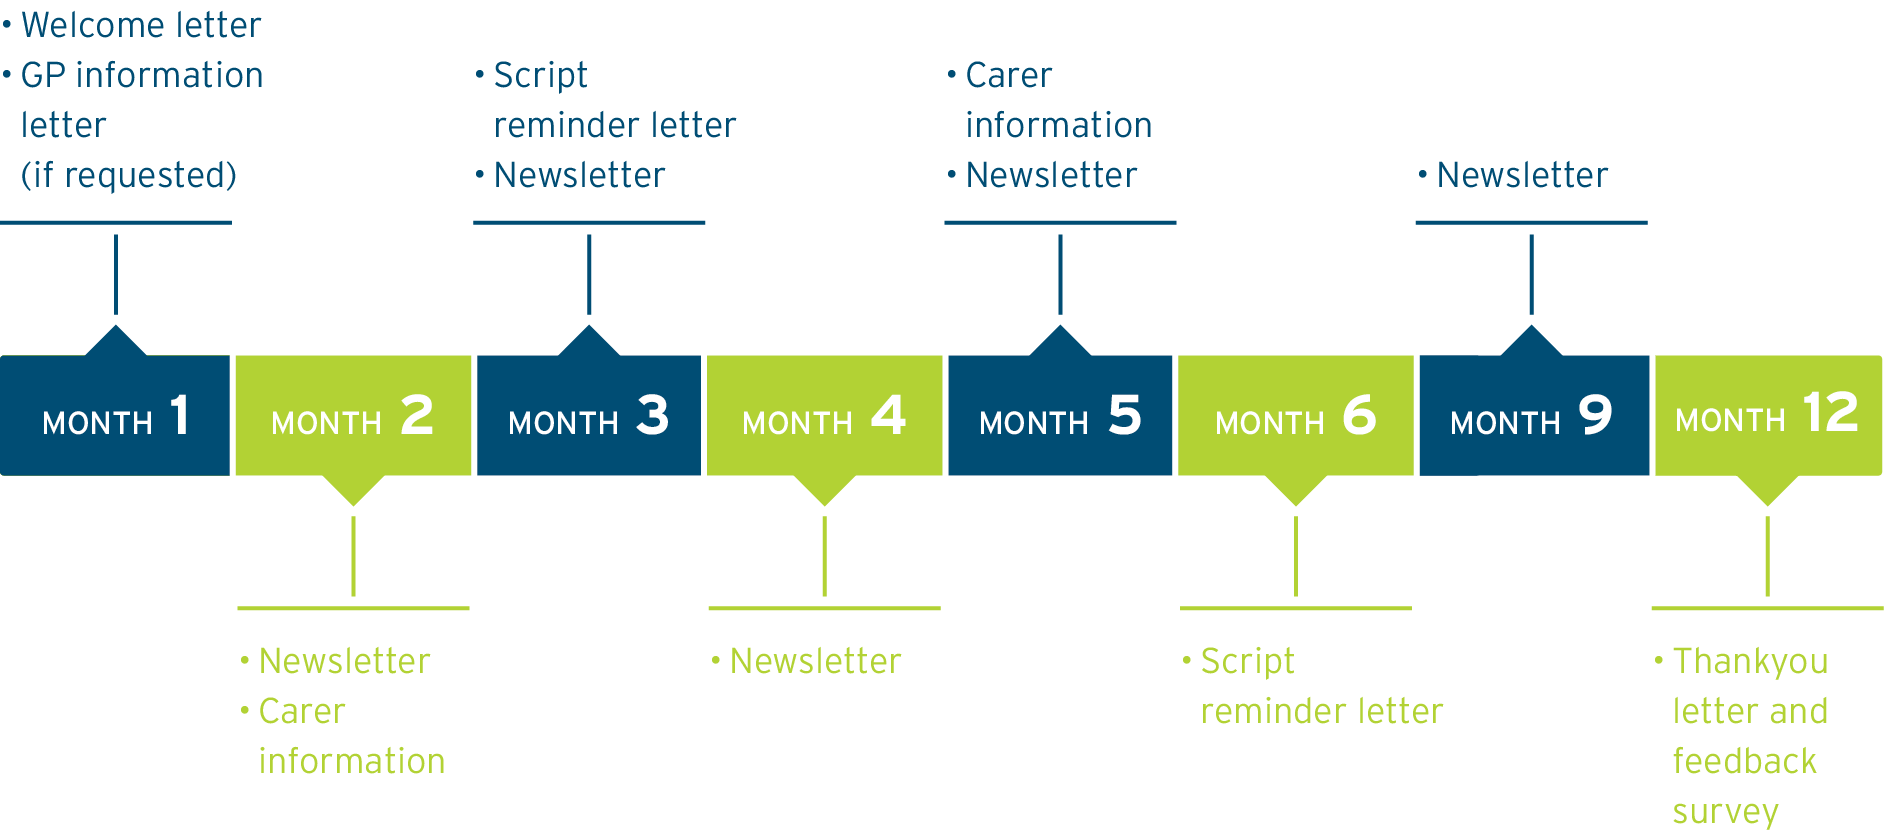 • Welcome letter
• GP information
letter
(if requested)
• Script
reminder letter
• Newsletter
• Carer
information
• Newsletter
• Newsletter
MONTH 1
MONTH 2
MONTH 3
MONTH 4
MONTH 5
MONTH 6
MONTH 9
MONTH 12
• Newsletter
• Carer
information
• Newsletter
• Script
reminder letter
• Thankyou
letter and
feedback
survey